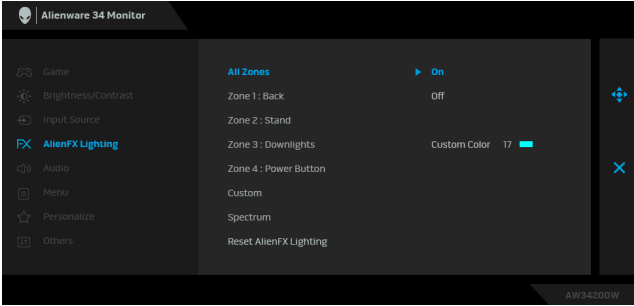 Alienware 34 Monitor
Game All Zones On
Brightness/Contrast Zone 1 : Back Off
Input Source Zone 2 : Stand
FX AlienFX Lighting Zone 3 : Downlights Custom Color 17
Audio Zone 4 : Power Button
Menu Custom
Personalize Spectrum
Others Reset AlienFX Lighting
AW3420DW